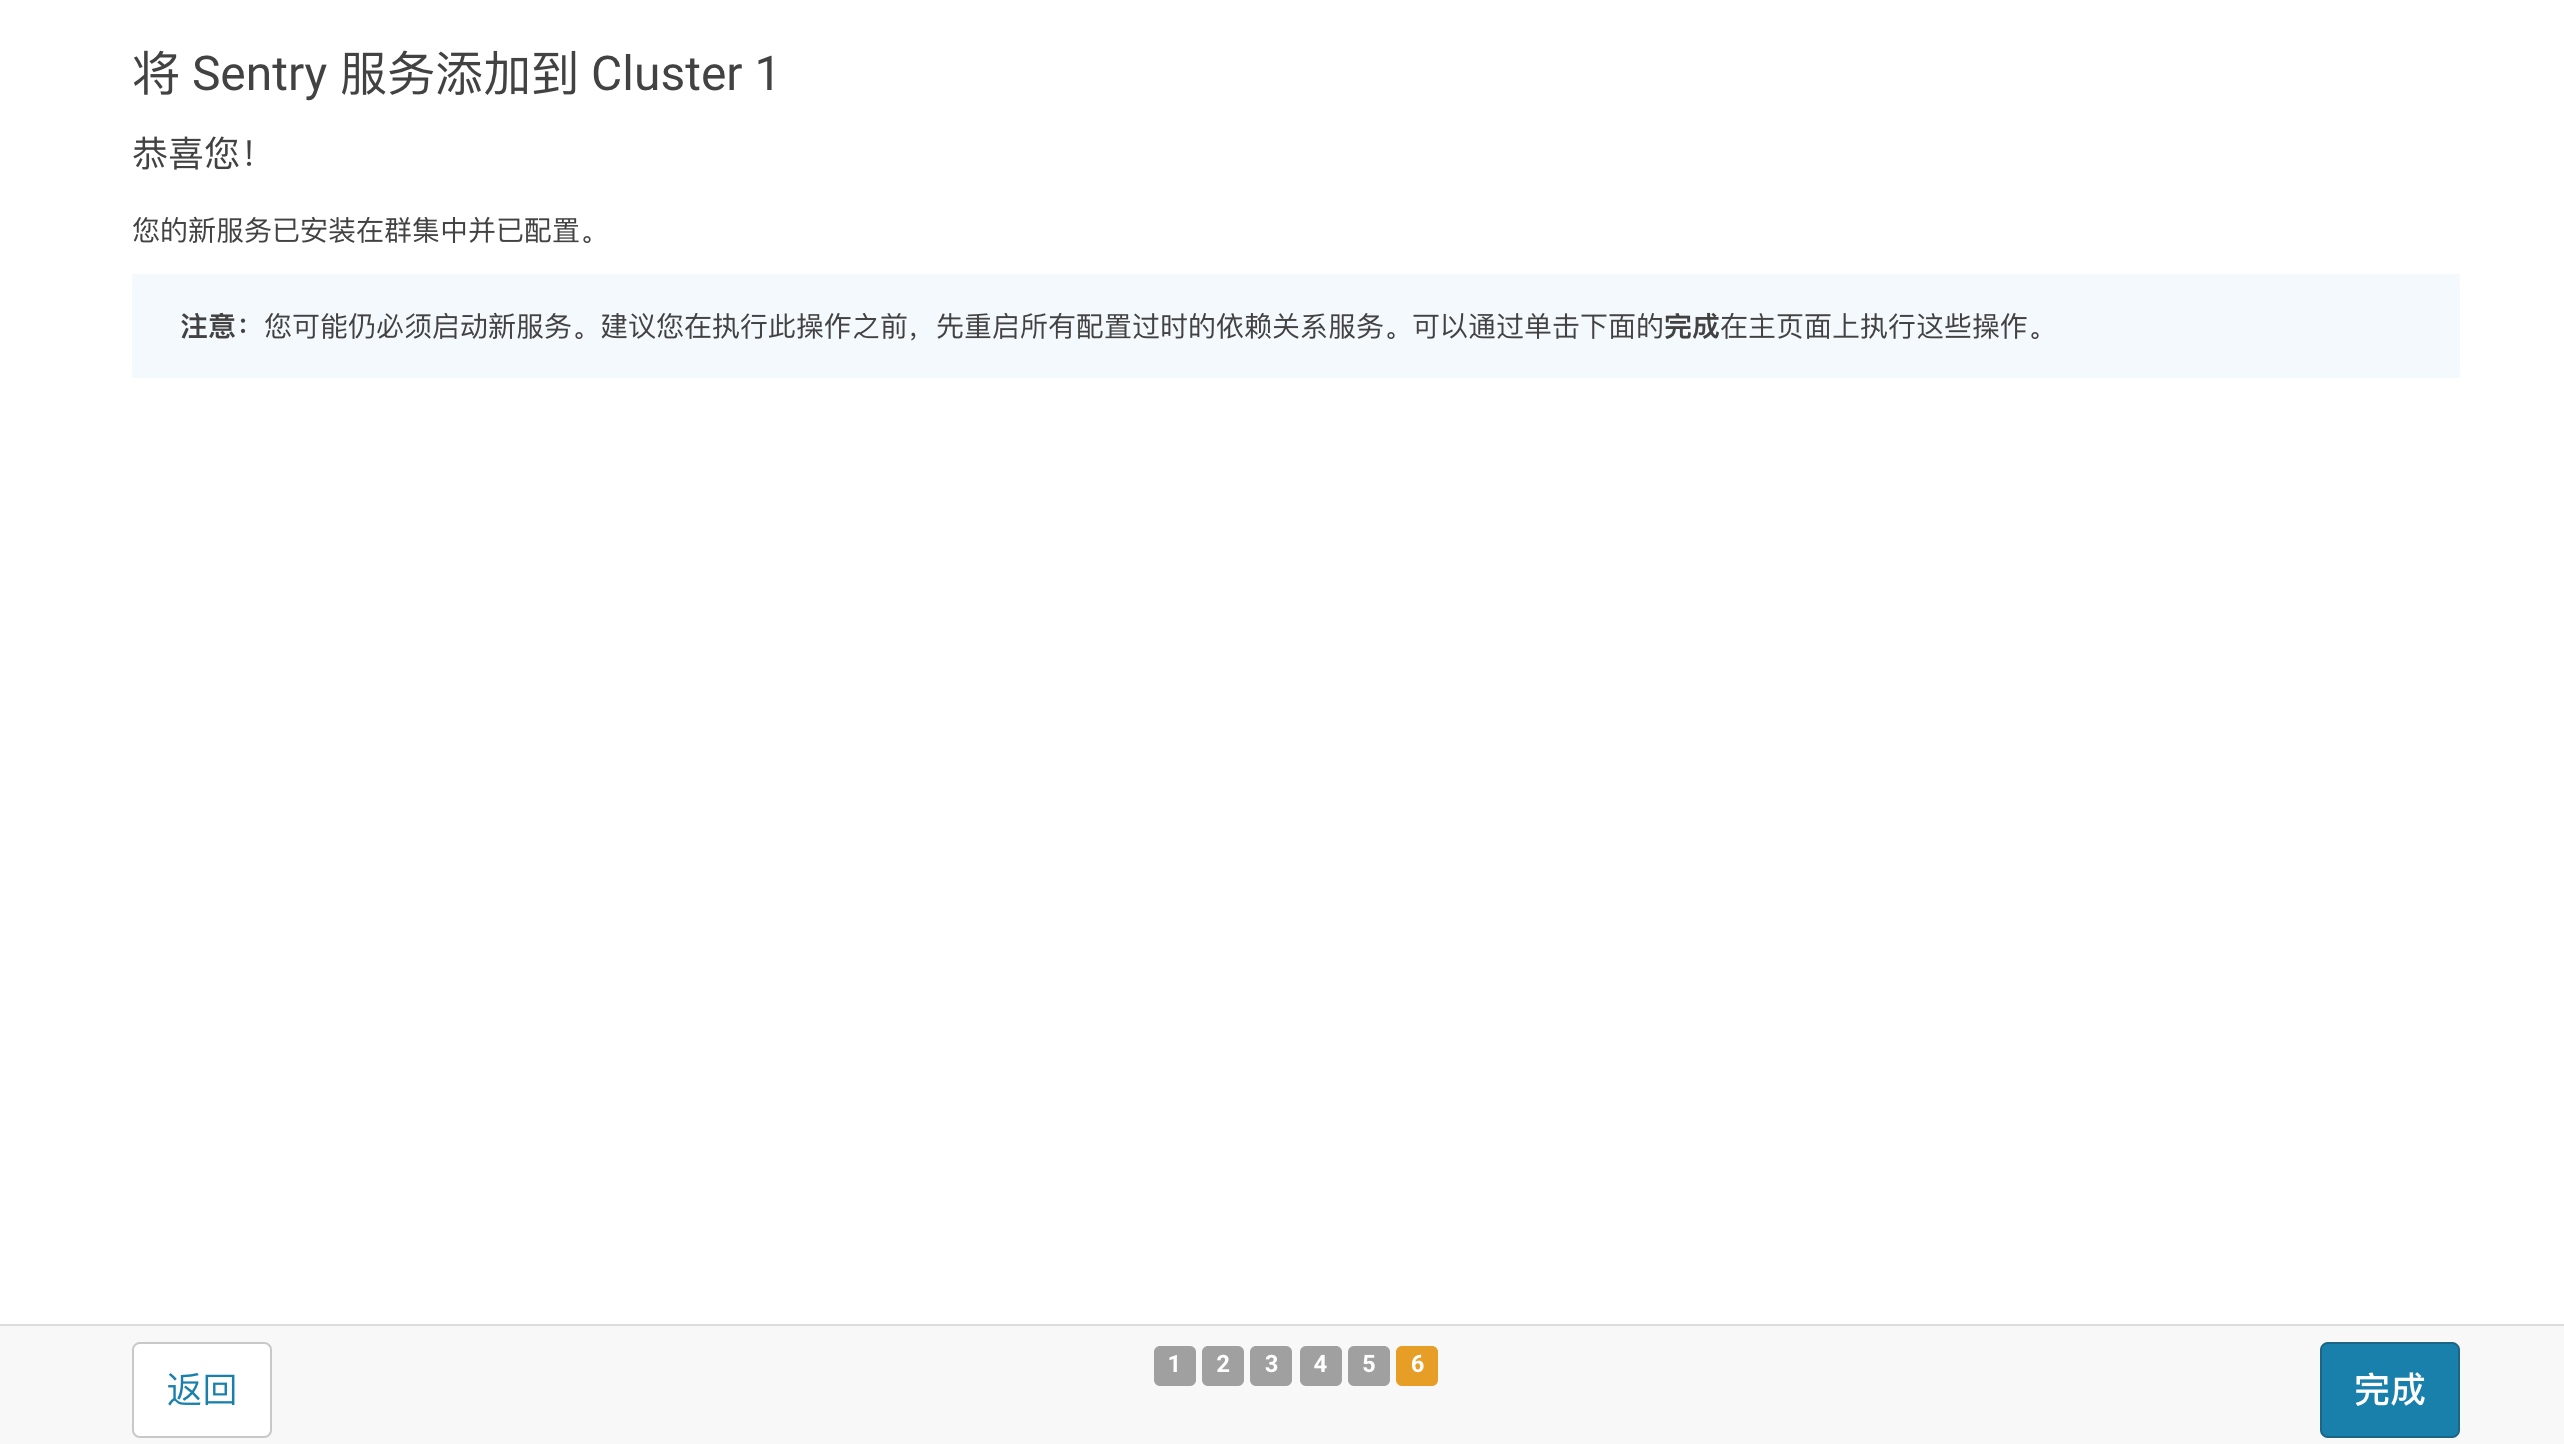 将 Sentry 服务添加到 Cluster 1
恭喜您！
您的新服务已安装在群集中并已配置。
注意：您可能仍必须启动新服务。建议您在执行此操作之前，先重启所有配置过时的依赖关系服务。可以通过单击下面的完成在主页面上执行这些操作。
返回
1 2 3 4 5 6
完成